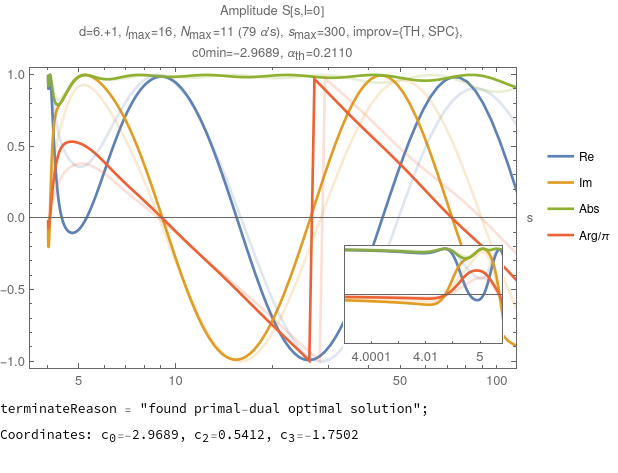 Amplitude S[s,l=0]
d=6.+1, lmax=16, Nmax=11 (79 α's), smax=300, improv={TH, SPC},
c0min=-2.9689, αth=0.2110
1.0
0.5
0.0
-0.5
-1.0
s
5
10
50
100
4.0001
4.01
5
Re
Im
Abs
Arg/π
terminateReason = "found primal-dual optimal solution";
Coordinates: c0=-2.9689, c2=0.5412, c3=-1.7502